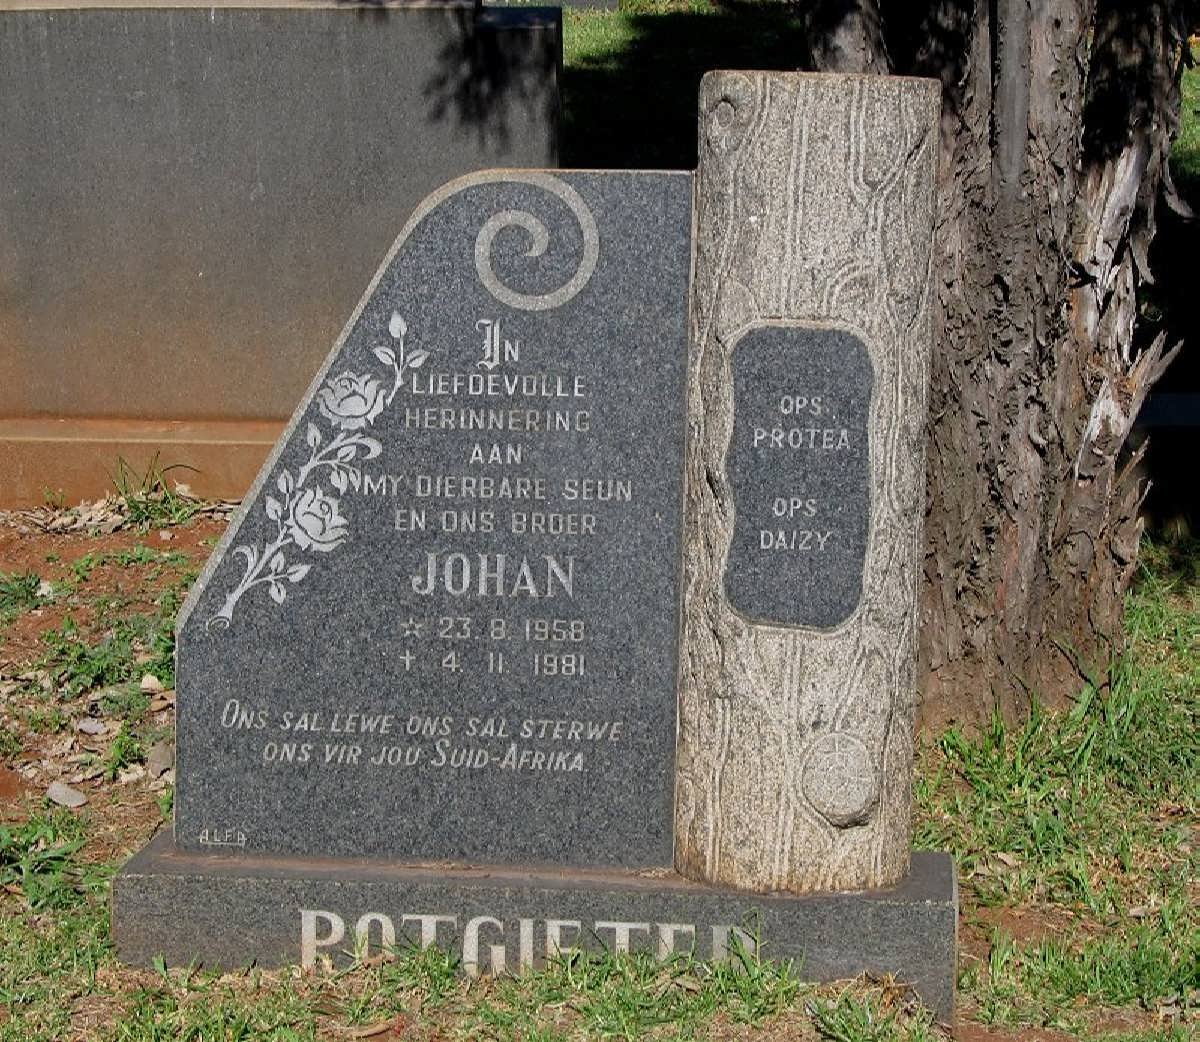 IN
LIEFDEVOLLE
HERINNERING
AAN
MY DIERBARE SEUN
EN ONS BROER
JOHAN
☆ 23. 8. 1958
✝ 4. 11. 1981
ONS SAL LEWE ONS SAL STERWE
ONS VIR JOU SUID-AFRIKA.
ALFA
OPS.
PROTEA.
OPS
DAIZY
POTGIETER